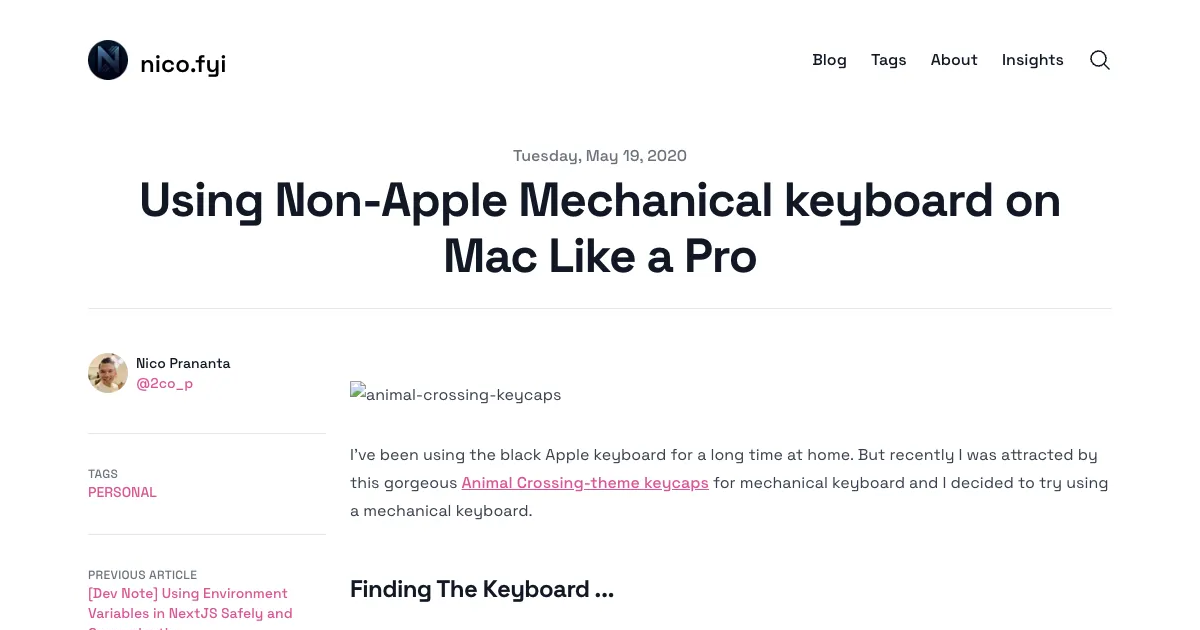 nico.fyi
Blog Tags About Insights
Tuesday, May 19, 2020
Using Non-Apple Mechanical keyboard on
Mac Like a Pro
Nico Prananta
@2co_p
TAGS
PERSONAL
PREVIOUS ARTICLE
[Dev Note] Using Environment
Variables in NextJS Safely and
animal-crossing-keycaps
I've been using the black Apple keyboard for a long time at home. But recently I was attracted by
this gorgeous Animal Crossing-theme keycaps for mechanical keyboard and I decided to try using
a mechanical keyboard.
Finding The Keyboard ...